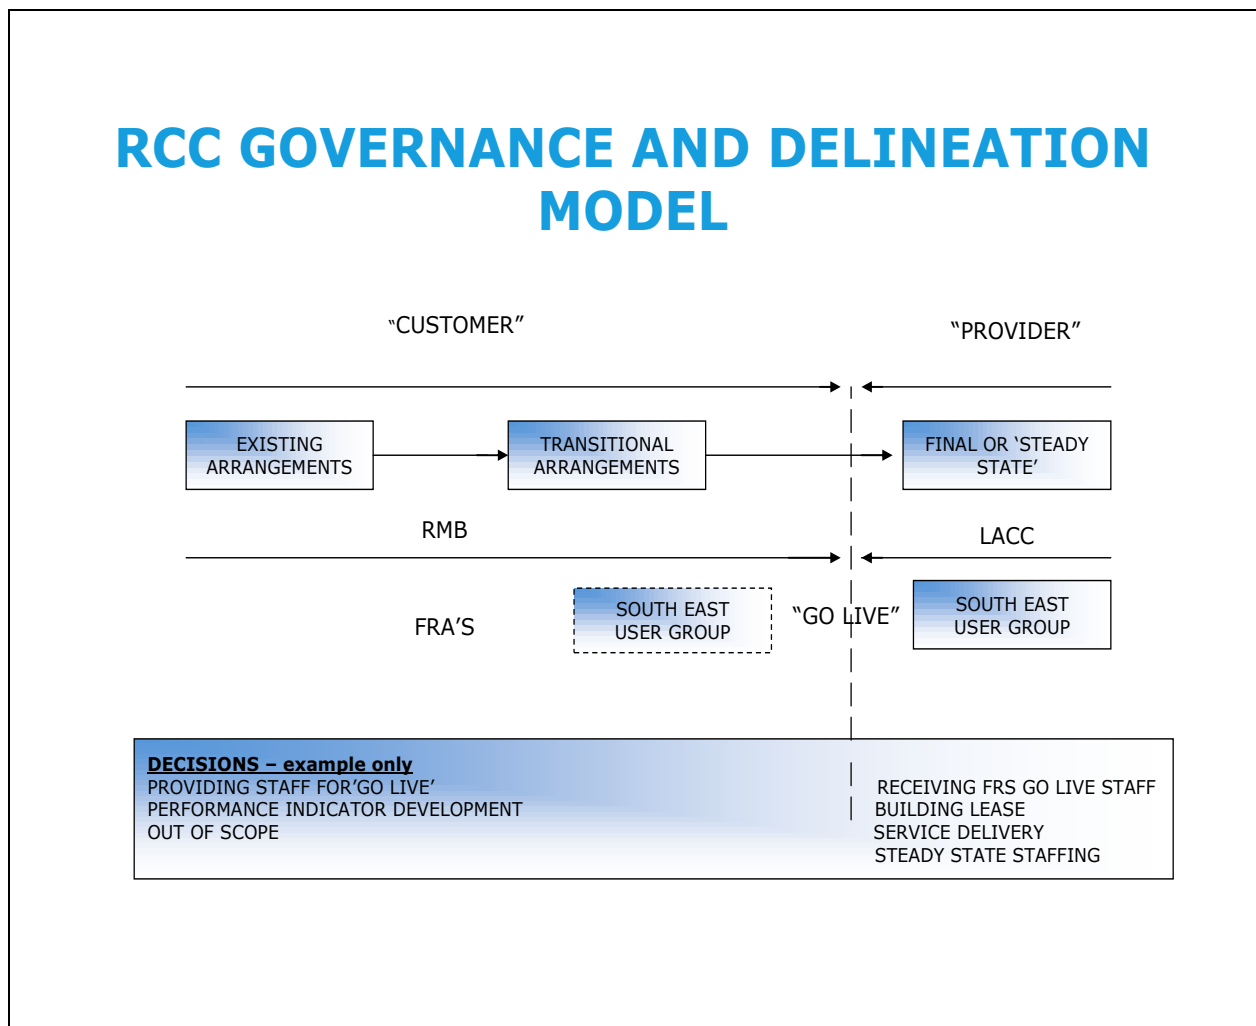 RCC GOVERNANCE AND DELINEATION
MODEL
“CUSTOMER”
“PROVIDER”
EXISTING
ARRANGEMENTS
TRANSITIONAL
ARRANGEMENTS
FINAL OR ‘STEADY
STATE’
RMB
LACC
FRA’S
SOUTH EAST
USER GROUP
“GO LIVE”
SOUTH EAST
USER GROUP
DECISIONS – example only
PROVIDING STAFF FOR’GO LIVE’
PERFORMANCE INDICATOR DEVELOPMENT
OUT OF SCOPE
RECEIVING FRS GO LIVE STAFF
BUILDING LEASE
SERVICE DELIVERY
STEADY STATE STAFFING